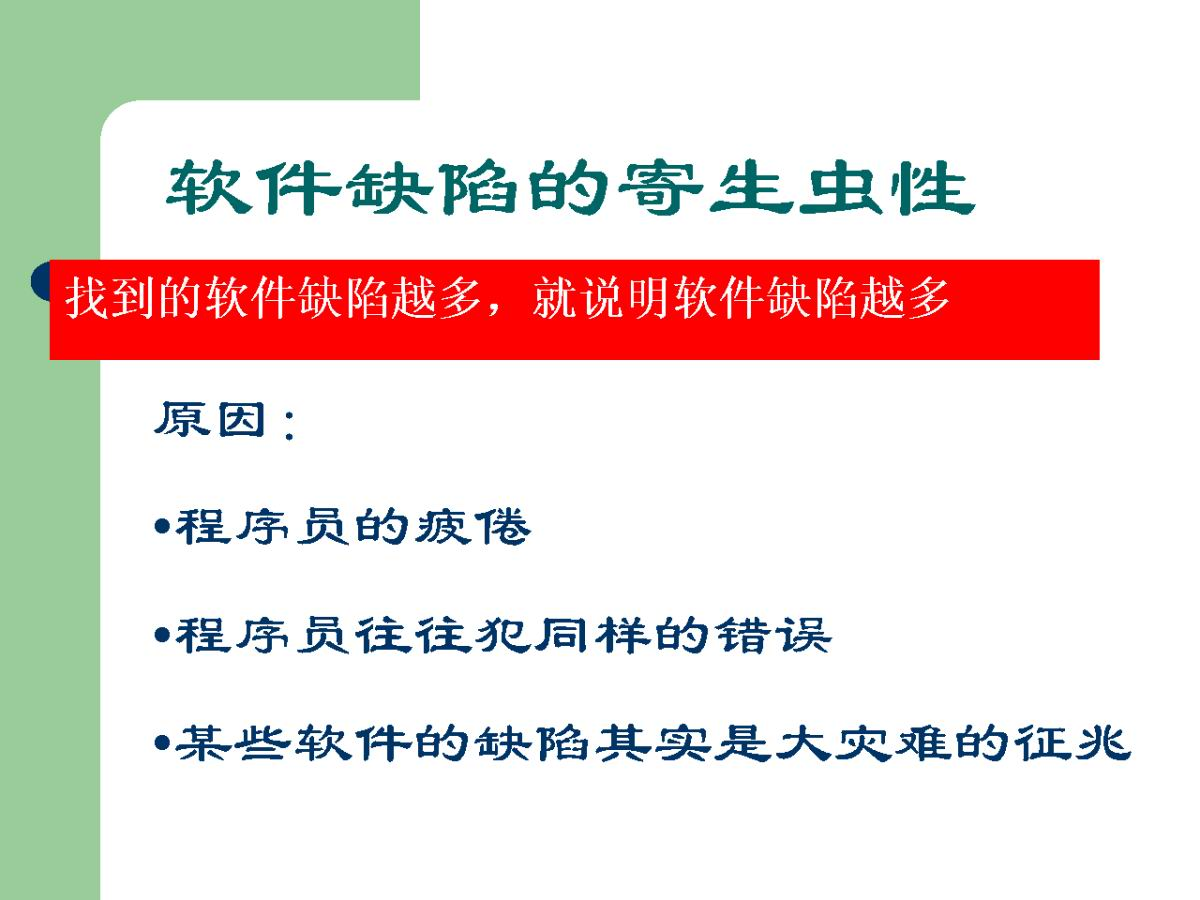 软件缺陷的寄生虫性
找到的软件缺陷越多，就说明软件缺陷越多
原因：
•程序员的疲倦
•程序员往往犯同样的错误
•某些软件的缺陷其实是大灾难的征兆